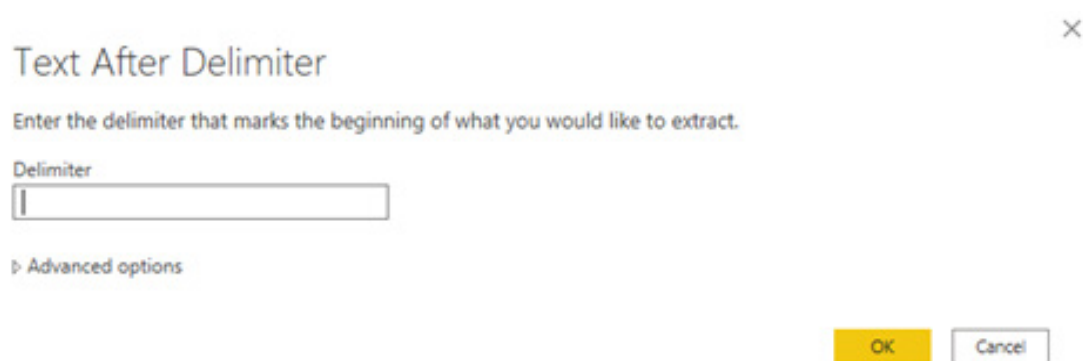 Text After Delimiter
Enter the delimiter that marks the beginning of what you would like to extract.
Delimiter
Advanced options
OK
Cancel